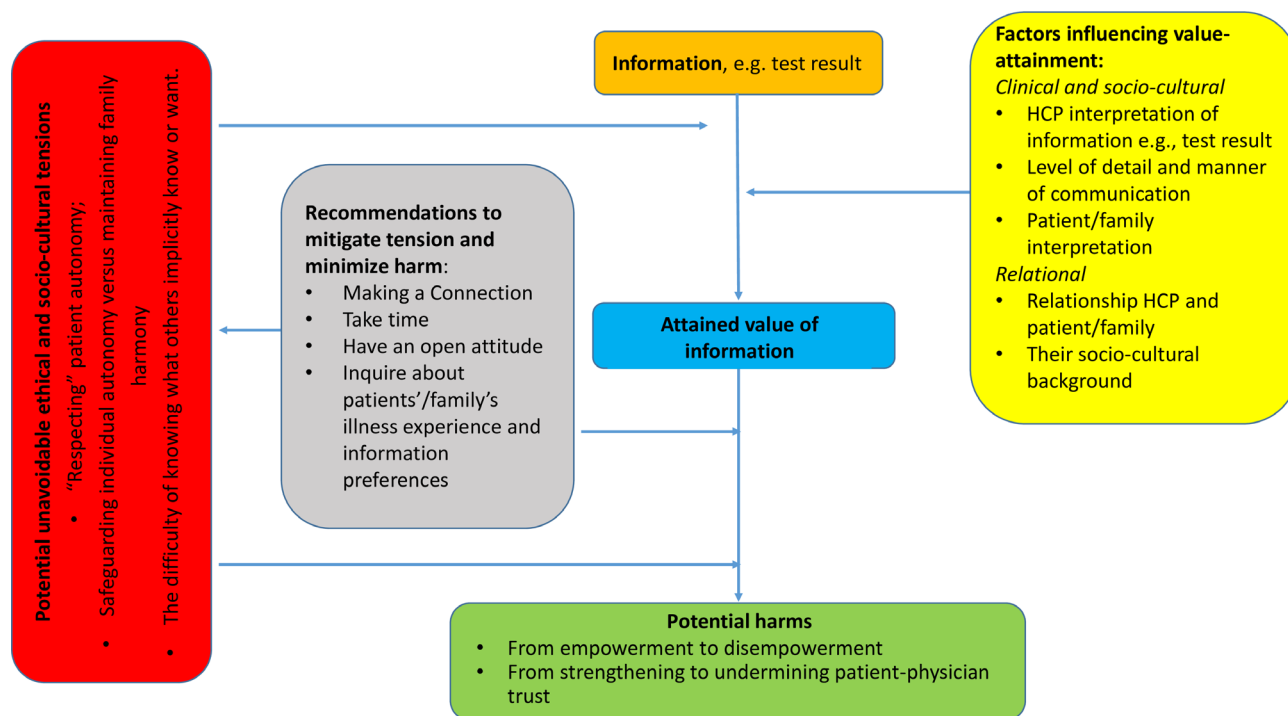 Potential unavoidable ethical and socio-cultural tensions
• “Respecting” patient autonomy;
• Safeguarding individual autonomy versus maintaining family
harmony
• The difficulty of knowing what others implicitly know or want.
Information, e.g. test result
Recommendations to
mitigate tension and
minimize harm:
• Making a Connection
• Take time
• Have an open attitude
• Inquire about
patients’/family’s
illness experience and
information
preferences
Attained value of
information
Factors influencing value-
attainment:
Clinical and socio-cultural
• HCP interpretation of
information e.g., test result
• Level of detail and manner
of communication
• Patient/family
interpretation
Relational
• Relationship HCP and
patient/family
• Their socio-cultural
background
Potential harms
• From empowerment to disempowerment
• From strengthening to undermining patient-physician
trust